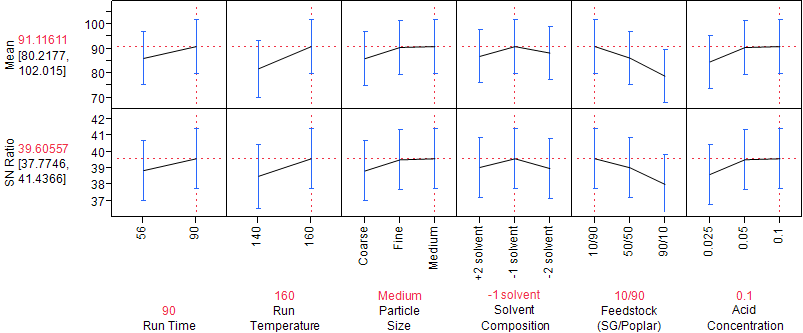 Mean
91.11611
[80.2177,
102.015]
100
90
80
70
SN Ratio
39.60557
[37.7746,
41.4366]
42
41
40
39
38
37
56
90
140
160
Coarse
Fine
Medium
+2 solvent
-1 solvent
-2 solvent
10/90
50/50
90/10
0.025
0.05
0.1
90
Run Time
160
Run
Temperature
Medium
Particle
Size
-1 solvent
Solvent
Composition
10/90
Feedstock
(SG/Poplar)
0.1
Acid
Concentration